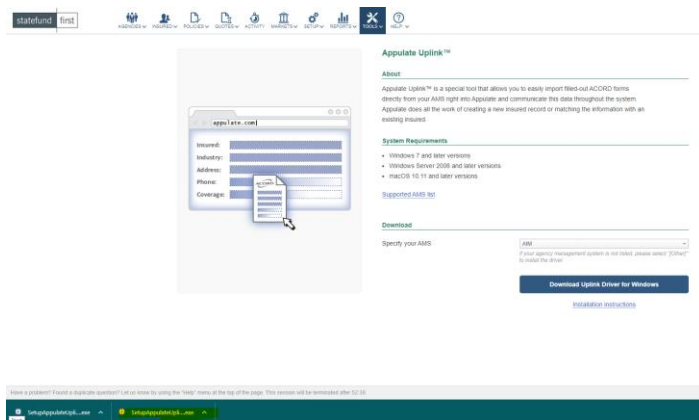 statefund first
AGENCIES INSURED POLICIES QUOTES ACTIVITY MARKETS SETUP REPORTS TOOLS HELP
Appulate Uplink™
About
Appulate Uplink™ is a special tool that allows you to easily import filled-out ACORD forms
directly from your AMS right into Appulate and communicate this data throughout the system.
Appulate does all the work of creating a new insured record or matching the information with an
existing insured.
appulate.com
Insured:
Industry:
Address:
Phone:
Coverage:
System Requirements
• Windows 7 and later versions
• Windows Server 2008 and later versions
• macOS 10.11 and later versions
Supported AMS list
Download
Specify your AMS
AIM
If your agency management system is not listed, please select "[Other]"
to install the driver.
Download Uplink Driver for Windows
Installation Instructions
Have a problem? Found a duplicate question? Let us know by using the "Help" menu at the top of the page. This session will be terminated after 52:38
SetupAppulateUpli....exe
SetupAppulateUpli....exe